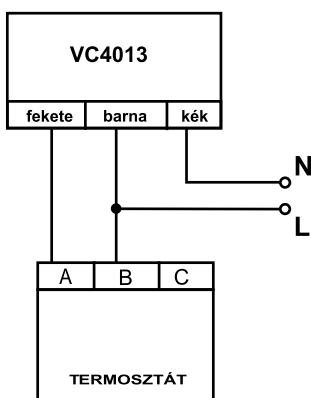 VC4013
fekete barna kék
N
L
A B C
TERMOSZTÁT